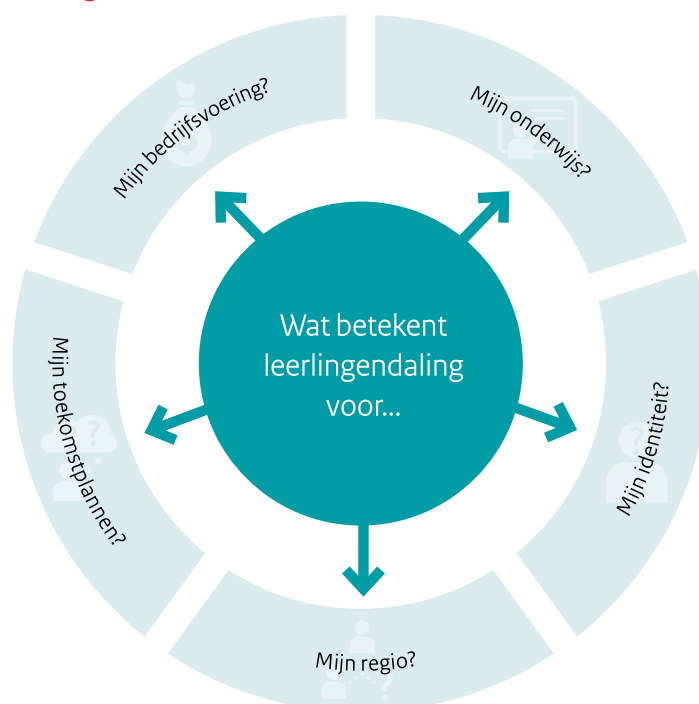 Wat betekent
leerlingendaling
voor...
Mijn onderwijs?
Mijn identiteit?
Mijn regio?
Mijn toekomstplannen?
Mijn bedrijfsvoering?